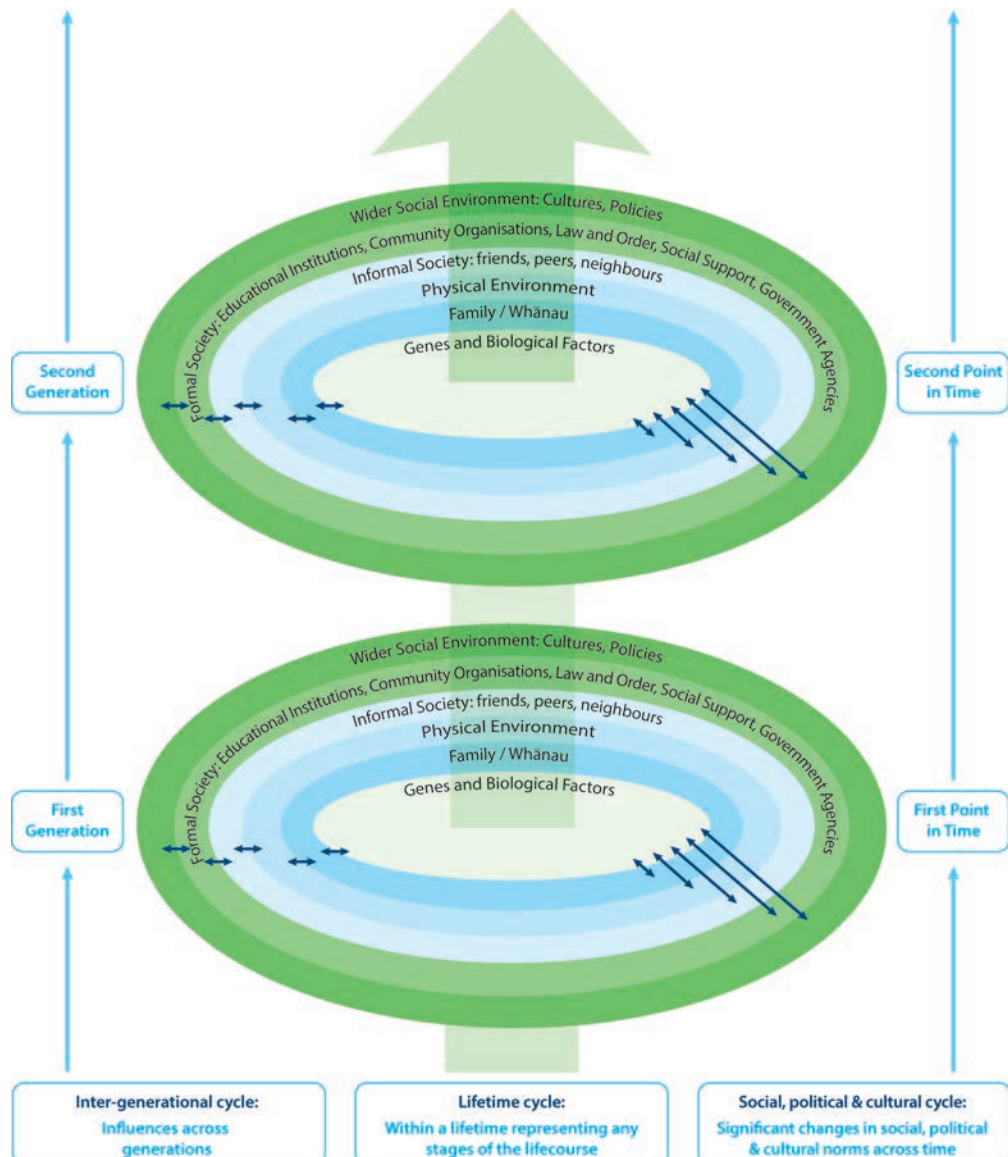 Wider Social Environment: Cultures, Policies
Formal Society: Educational Institutions, Community Organisations, Law and Order, Social Support, Government Agencies
Informal Society: friends, peers, neighbours
Physical Environment
Family / Whānau
Genes and Biological Factors
Second
Generation
Second Point
in Time
Wider Social Environment: Cultures, Policies
Formal Society: Educational Institutions, Community Organisations, Law and Order, Social Support, Government Agencies
Informal Society: friends, peers, neighbours
Physical Environment
Family / Whānau
Genes and Biological Factors
First
Generation
First Point
in Time
Inter-generational cycle:
Influences across
generations
Lifetime cycle:
Within a lifetime representing any
stages of the lifecourse
Social, political & cultural cycle:
Significant changes in social, political
& cultural norms across time